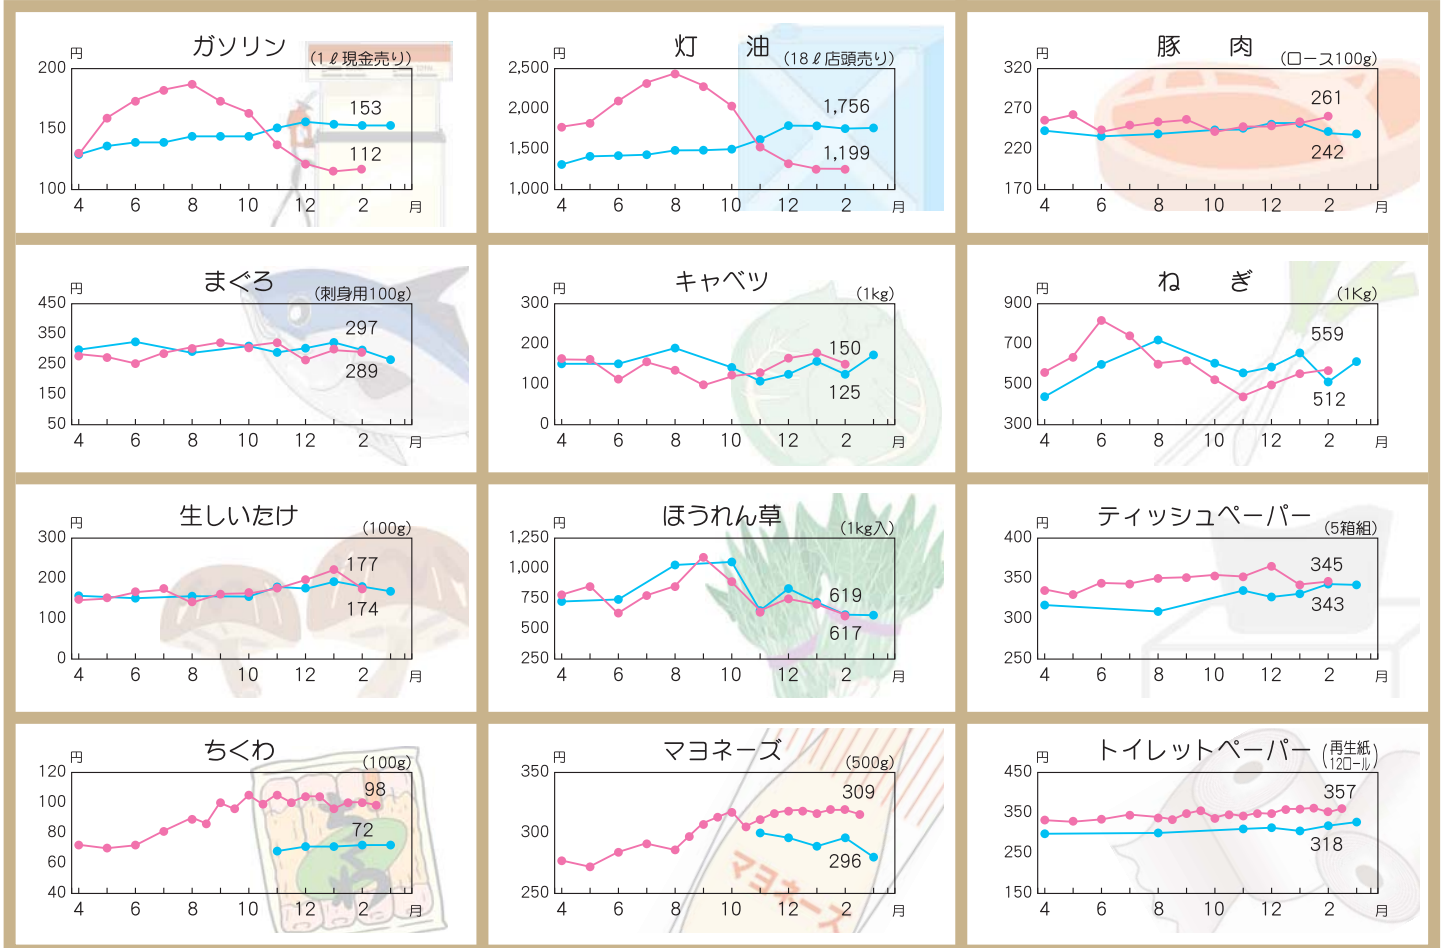 ガソリン
円
(1ℓ現金売り)
200
150
100
153
112
4 6 8 10 12 2 月
灯 油
円
(18ℓ店頭売り)
2,500
2,000
1,500
1,000
1,756
1,199
4 6 8 10 12 2 月
豚 肉
円
(ロース100g)
320
270
220
170
261
242
4 6 8 10 12 2 月
まぐろ
円
(刺身用100g)
450
350
250
150
50
297
289
4 6 8 10 12 2 月
キャベツ
円
(1kg)
300
200
100
0
150
125
4 6 8 10 12 2 月
ねぎ
円
(1Kg)
900
700
500
300
559
512
4 6 8 10 12 2 月
生しいたけ
円
(100g)
300
200
100
0
177
174
4 6 8 10 12 2 月
ほうれん草
円
(1kg入)
1,250
1,000
750
500
250
619
617
4 6 8 10 12 2 月
ティッシュペーパー
円
(5箱組)
400
350
300
250
345
343
4 6 8 10 12 2 月
ちくわ
円
(100g)
120
100
80
60
40
98
72
4 6 8 10 12 2 月
マヨネーズ
円
(500g)
350
300
250
309
296
マヨネーズ
4 6 8 10 12 2 月
トイレットペーパー
(再生紙
12ロール)
円
450
350
250
150
357
318
4 6 8 10 12 2 月